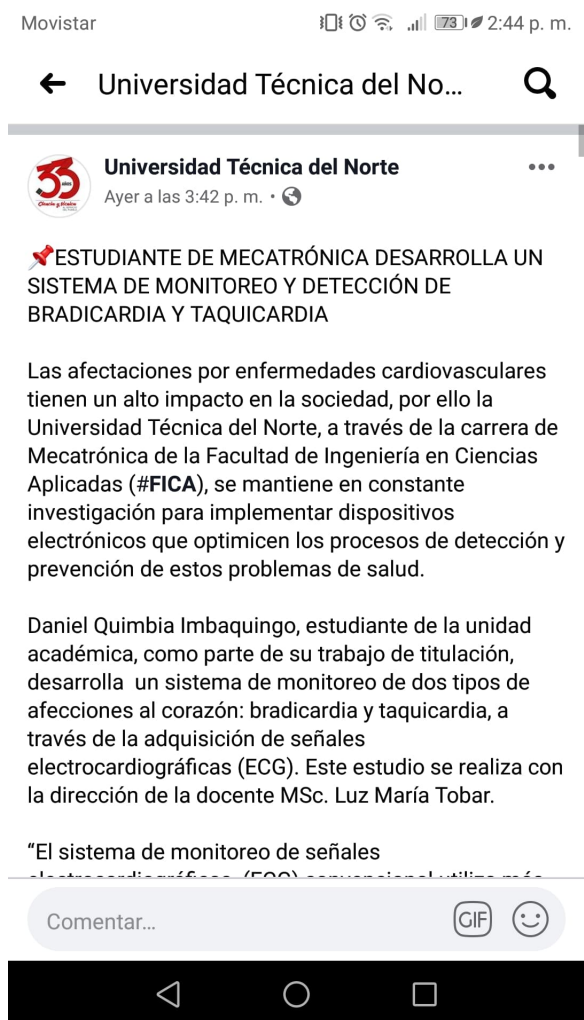 Movistar 73 2:44 p. m.
Universidad Técnica del No...
33 años
Universidad Técnica del Norte
Ayer a las 3:42 p. m. •
ESTUDIANTE DE MECATRÓNICA DESARROLLA UN
SISTEMA DE MONITOREO Y DETECCIÓN DE
BRADICARDIA Y TAQUICARDIA
Las afectaciones por enfermedades cardiovasculares
tienen un alto impacto en la sociedad, por ello la
Universidad Técnica del Norte, a través de la carrera de
Mecatrónica de la Facultad de Ingeniería en Ciencias
Aplicadas (#FICA), se mantiene en constante
investigación para implementar dispositivos
electrónicos que optimicen los procesos de detección y
prevención de estos problemas de salud.
Daniel Quimbia Imbaquingo, estudiante de la unidad
académica, como parte de su trabajo de titulación,
desarrolla un sistema de monitoreo de dos tipos de
afecciones al corazón: bradicardia y taquicardia, a
través de la adquisición de señales
electrocardiográficas (ECG). Este estudio se realiza con
la dirección de la docente MSc. Luz María Tobar.
“El sistema de monitoreo de señales
electrocardiográficas (ECG) convencional utiliza más
Comentar...
GIF